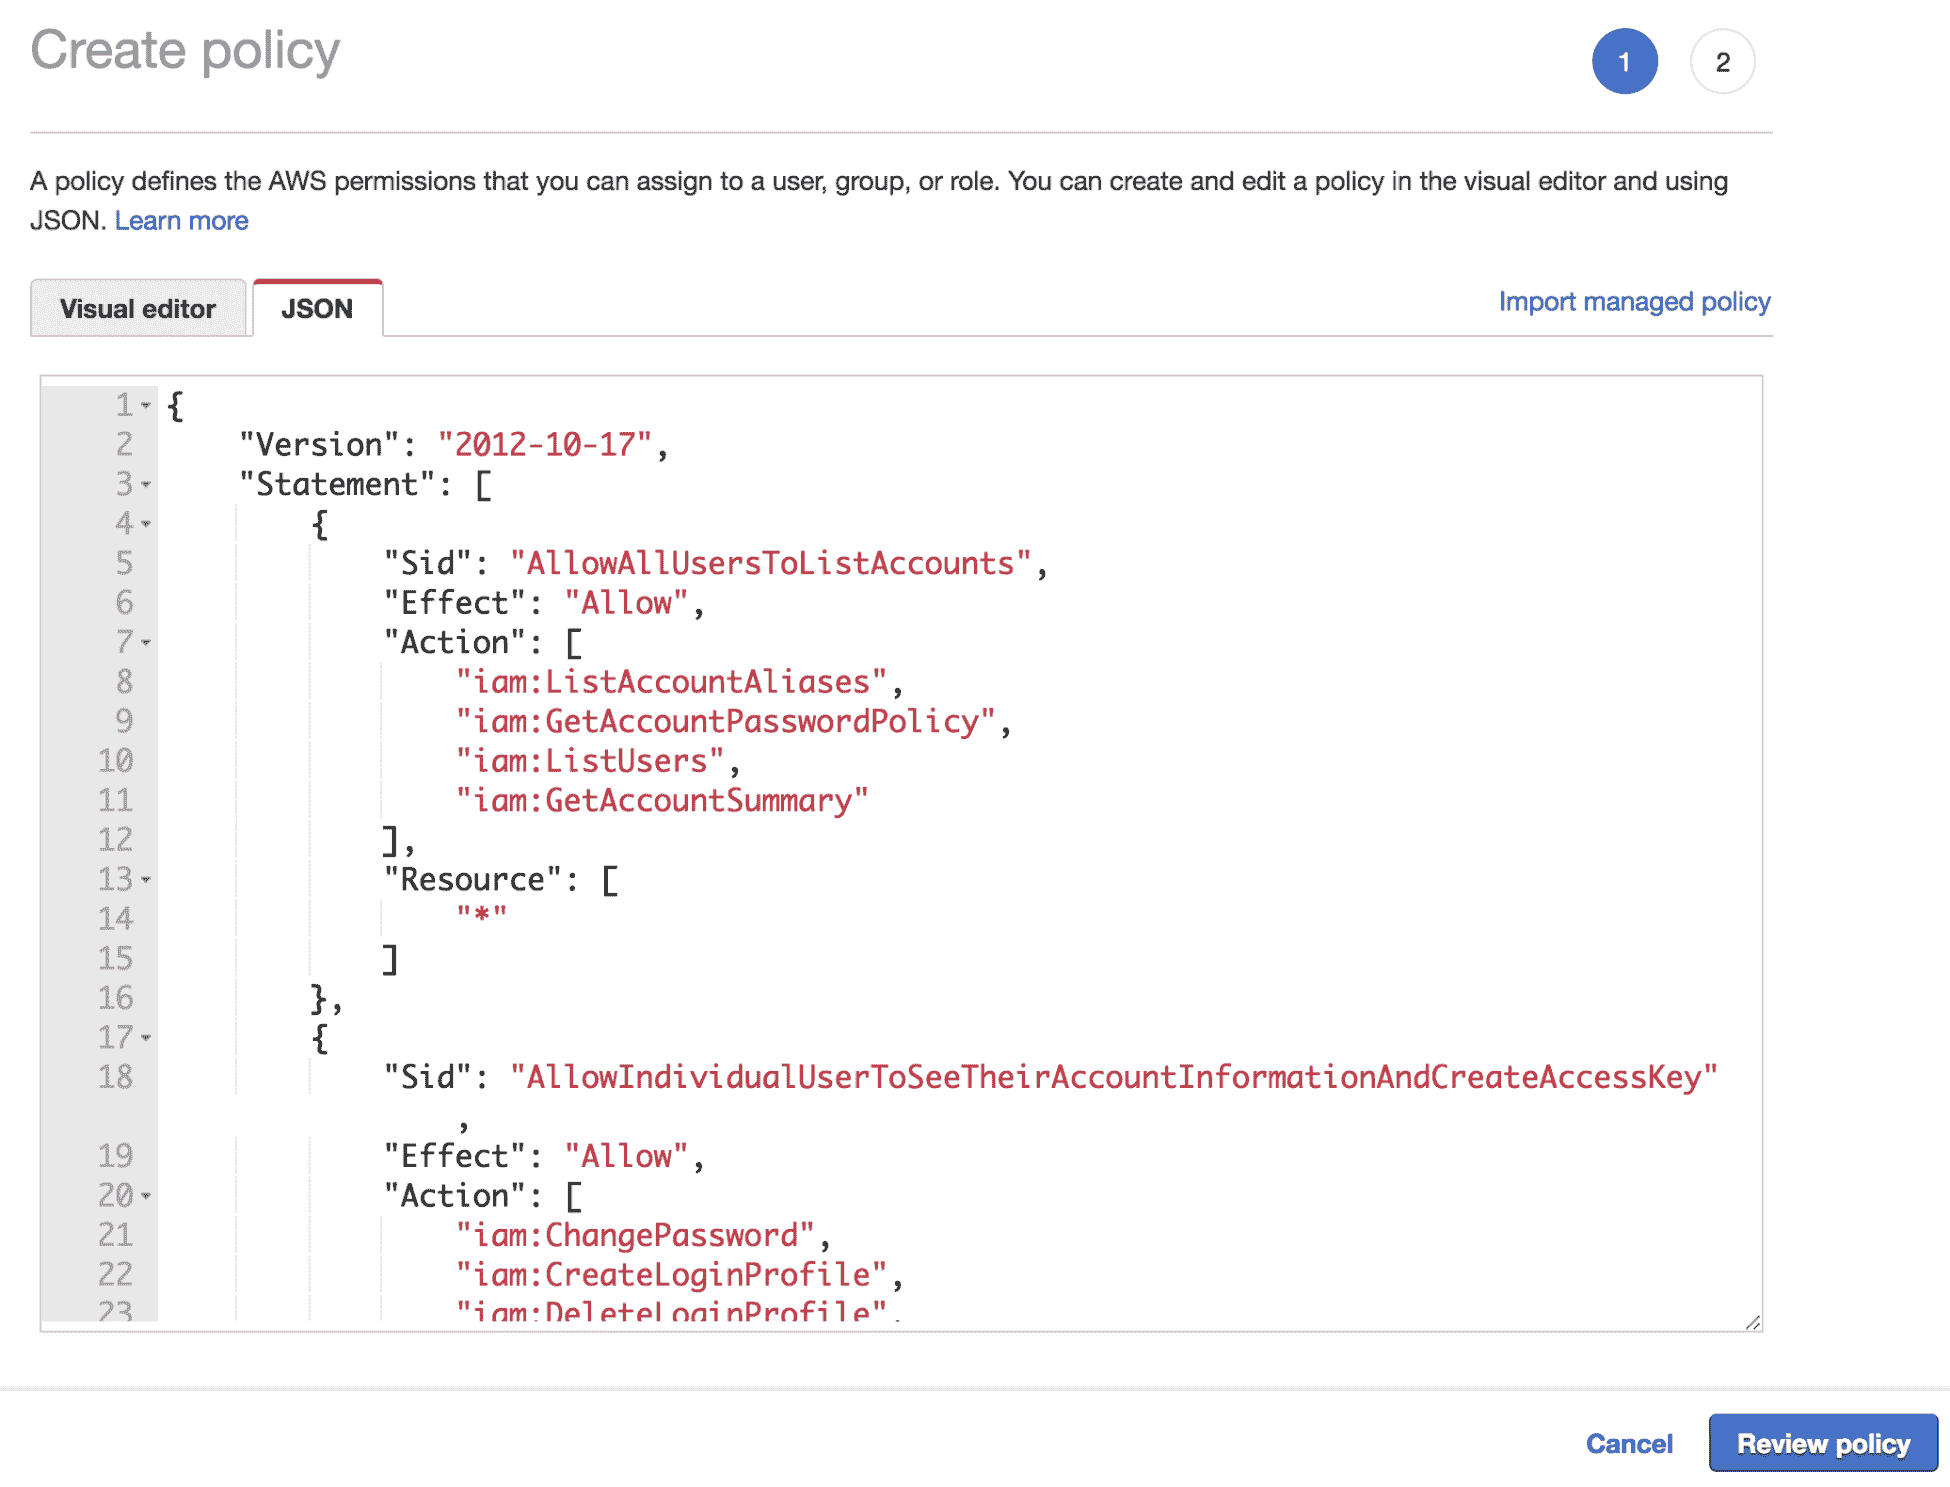 Create policy
1
2
A policy defines the AWS permissions that you can assign to a user, group, or role. You can create and edit a policy in the visual editor and using
JSON. Learn more
Visual editor
JSON
Import managed policy
1 {
2 "Version": "2012-10-17",
3 "Statement": [
4 {
5 "Sid": "AllowAllUsersToListAccounts",
6 "Effect": "Allow",
7 "Action": [
8 "iam:ListAccountAliases",
9 "iam:GetAccountPasswordPolicy",
10 "iam:ListUsers",
11 "iam:GetAccountSummary"
12 ],
13 "Resource": [
14 "*"
15 ]
16 },
17 {
18 "Sid": "AllowIndividualUserToSeeTheirAccountInformationAndCreateAccessKey"
,
19 "Effect": "Allow",
20 "Action": [
21 "iam:ChangePassword",
22 "iam:CreateLoginProfile",
23 "iam:DeleteLoginProfile",
Cancel
Review policy